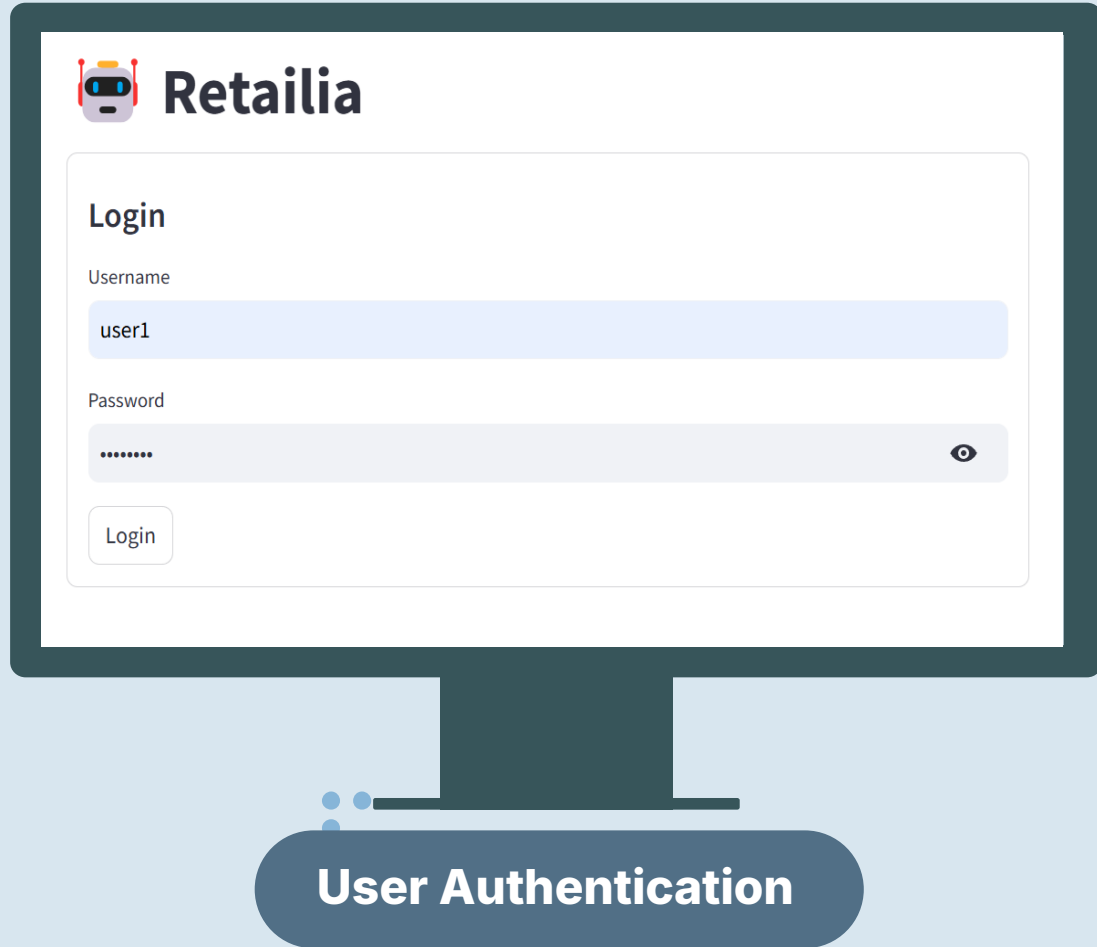 Retailia
Login
Username
user1
Password
••••••••
Login
User Authentication